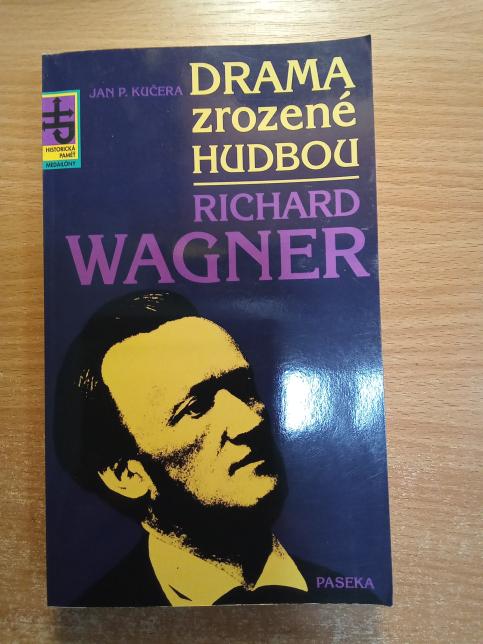 JAN P. KUČERA
DRAMA
zrozené
HUDBOU
RICHARD
WAGNER
HISTORICKÁ
PAMĚŤ
MEDAILÓNY
PASEKA